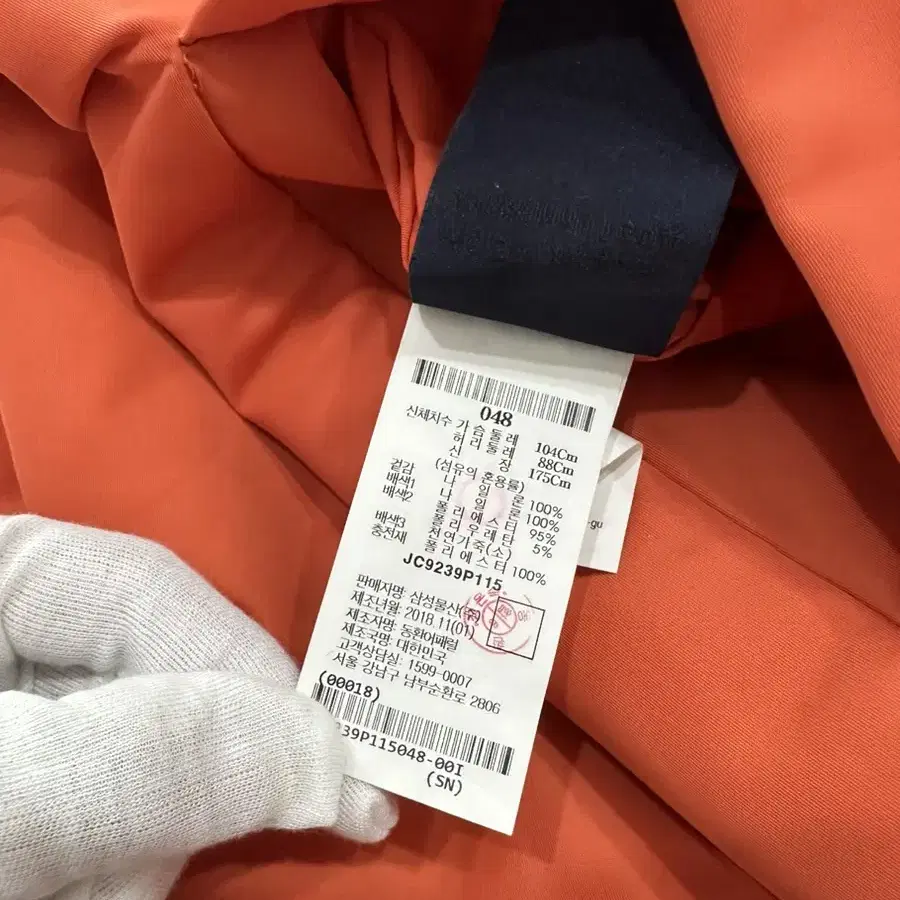 048
신체치수 가슴둘레 104Cm
허리둘레 88Cm
신장 175Cm
(섬유의 혼용률)
겉감 나일론 100%
배색1 나일론 100%
배색2 폴리에스터 95%
폴리우레탄 5%
배색3 천연가죽(소)
충전재 폴리에스터 100%
JC9239P115
판매자명: 삼성물산(주)
제조년월: 2018.11(01)
제조자명: 동환어패럴
제조국명: 대한민국
고객상담실: 1599-0007
서울 강남구 남부순환로 2806
(00018)
239P115048-00I
(SN)
-gu